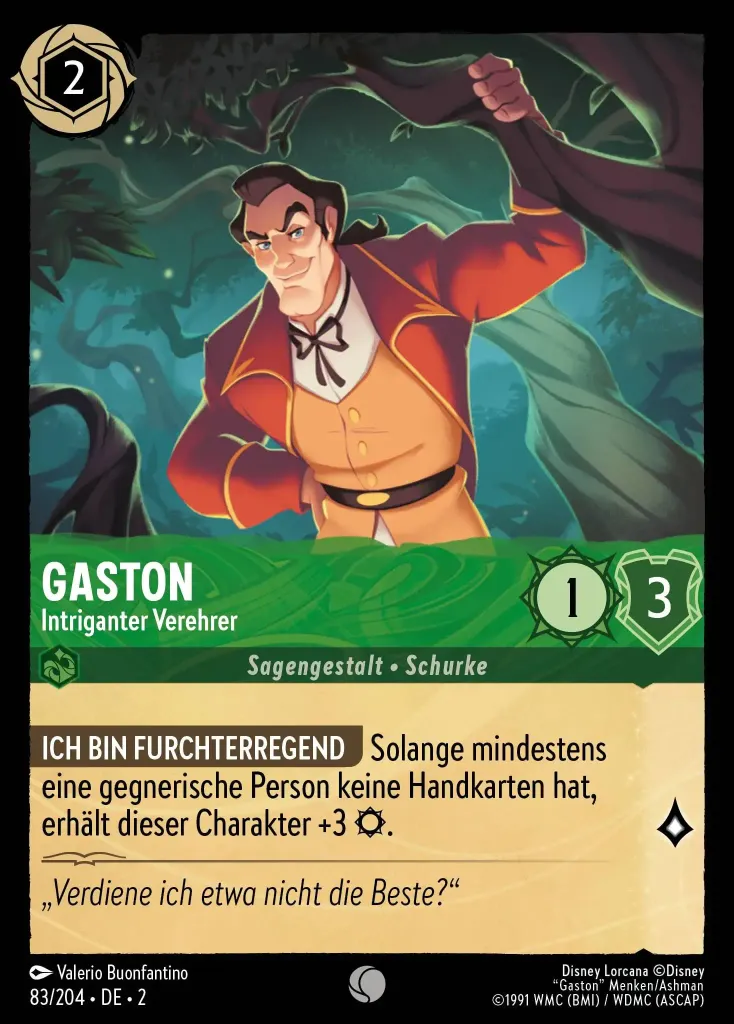 2
GASTON
Intriganter Verehrer
1
3
Sagengestalt • Schurke
ICH BIN FURCHTERREGEND Solange mindestens
eine gegnerische Person keine Handkarten hat,
erhält dieser Charakter +3 .
„Verdiene ich etwa nicht die Beste?“
Valerio Buonfantino
83/204 • DE • 2
Disney Lorcana ©Disney
“Gaston” Menken/Ashman
©1991 WMC (BMI) / WDMC (ASCAP)